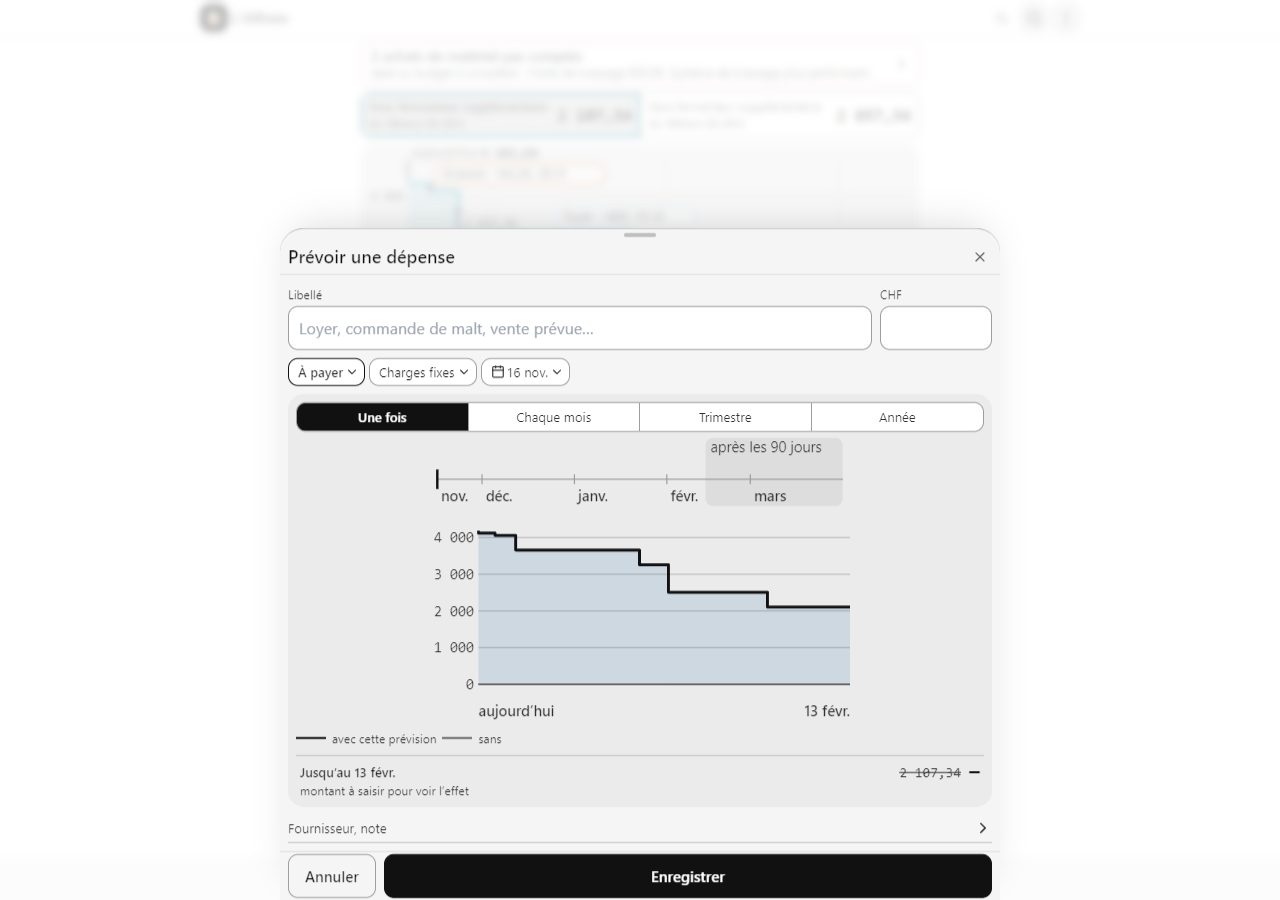 Prévoir une dépense
Libellé
CHF
Loyer, commande de malt, vente prévue...
À payer
Charges fixes
16 nov.
Une fois
Chaque mois
Trimestre
Année
après les 90 jours
nov.
déc.
janv.
févr.
mars
4 000
3 000
2 000
1 000
0
aujourd'hui
13 févr.
avec cette prévision
sans
Jusqu'au 13 févr.
2 107,34 –
montant à saisir pour voir l'effet
Fournisseur, note
Annuler
Enregistrer